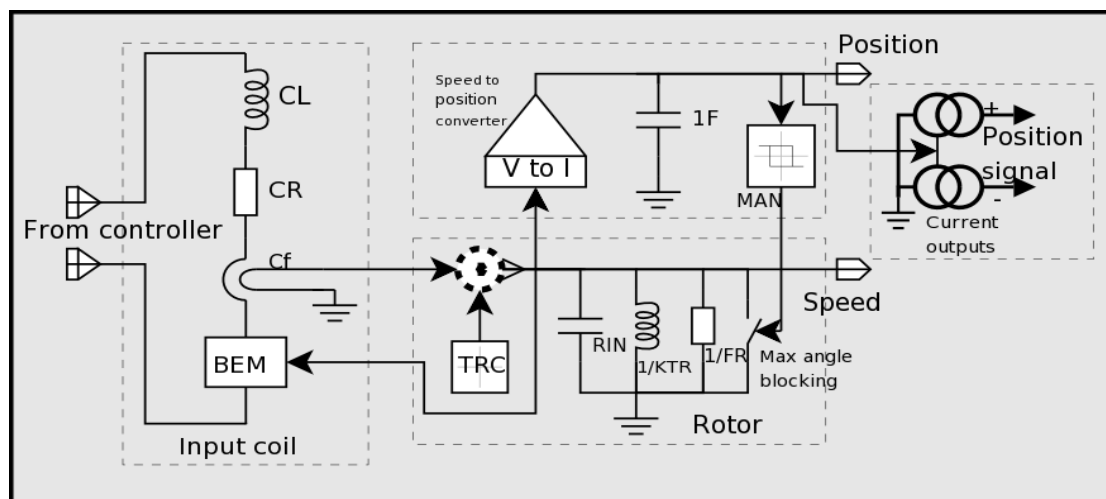 Position
Speed to
position
converter
CL
1F
+
Position
signal
-
V to I
CR
MAN
From controller
Current
outputs
Cf
Speed
RIN
1/KTR
1/FR
Max angle
blocking
BEM
TRC
Rotor
Input coil